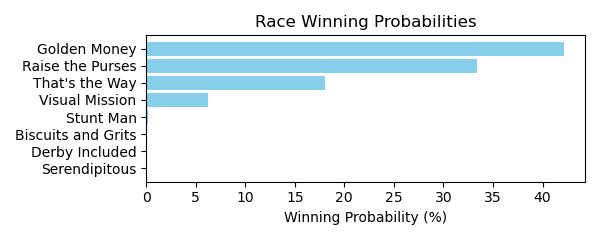 Race Winning Probabilities
Golden Money
Raise the Purses
That's the Way
Visual Mission
Stunt Man
Biscuits and Grits
Derby Included
Serendipitous
0 5 10 15 20 25 30 35 40
Winning Probability (%)